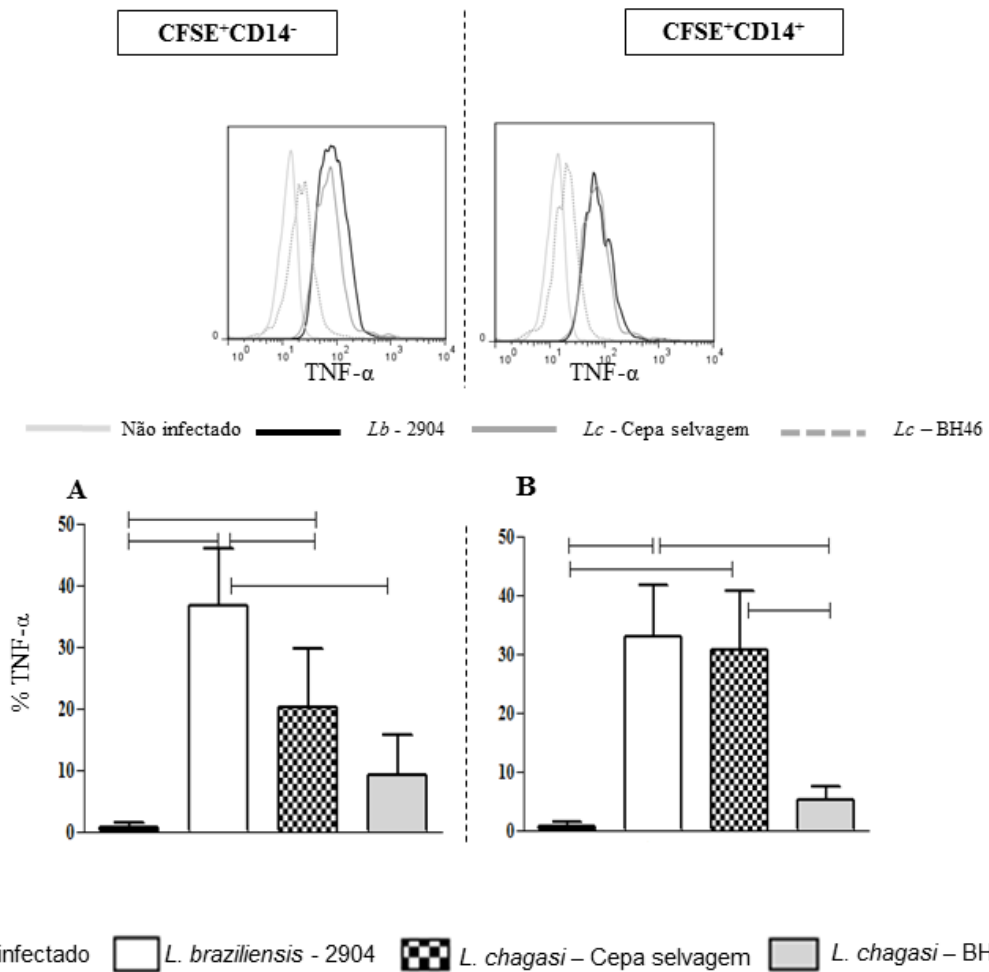 CFSE⁺CD14⁻
CFSE⁺CD14⁺
0
10⁰ 10¹ 10² 10³ 10⁴
TNF-α
0
10⁰ 10¹ 10² 10³ 10⁴
TNF-α
Não infectado
Lb - 2904
Lc - Cepa selvagem
Lc – BH46
A
% TNF-α
50
40
30
20
10
0
B
50
40
30
20
10
0
infectado
L. braziliensis - 2904
L. chagasi – Cepa selvagem
L. chagasi – BH